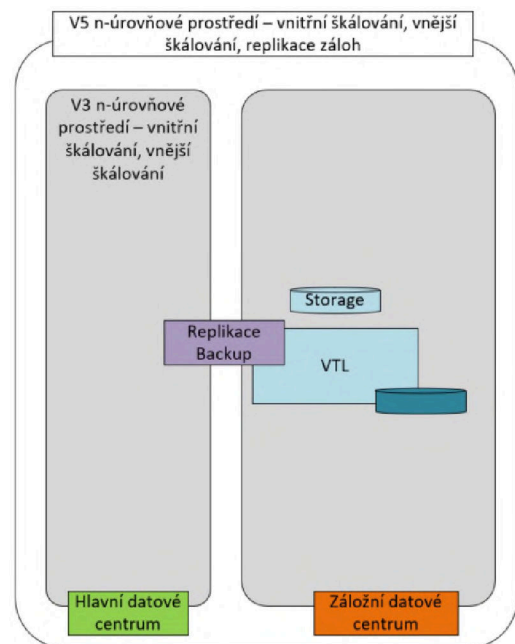 V5 n-úrovňové prostředí – vnitřní škálování, vnější
škálování, replikace záloh
V3 n-úrovňové
prostředí – vnitřní
škálování, vnější
škálování
Storage
Replikace
Backup
VTL
Hlavní datové
centrum
Záložní datové
centrum